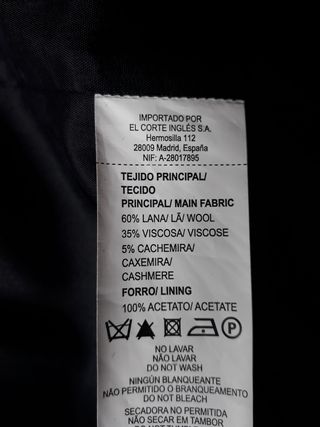 IMPORTADO POR
EL CORTE INGLÉS S.A.
Hermosilla 112
28009 Madrid, España
NIF: A-28017895
TEJIDO PRINCIPAL/
TECIDO
PRINCIPAL/ MAIN FABRIC
60% LANA/ LÃ/ WOOL
35% VISCOSA/ VISCOSE
5% CACHEMIRA/
CAXEMIRA/
CASHMERE
FORRO/ LINING
100% ACETATO/ ACETATE
P
NO LAVAR
NÃO LAVAR
DO NOT WASH
NINGÚN BLANQUEANTE
NÃO PERMITIDO O BRANQUEAMENTO
DO NOT BLEACH
SECADORA NO PERMITIDA
NÃO SECAR EM TAMBOR